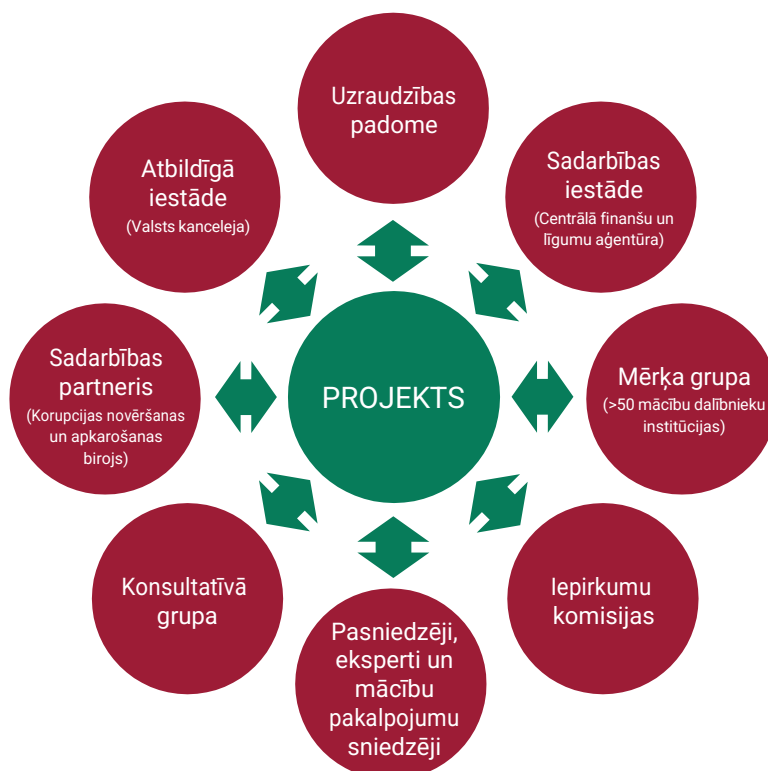 Uzraudzības
padome
Atbildīgā
iestāde
(Valsts kanceleja)
Sadarbības
iestāde
(Centrālā finanšu un
līgumu aģentūra)
Sadarbības
partneris
(Korupcijas novēršanas
un apkarošanas
birojs)
PROJEKTS
Mērķa grupa
(>50 mācību dalībnieku
institūcijas)
Konsultatīvā
grupa
Iepirkumu
komisijas
Pasniedzēji,
eksperti un
mācību
pakalpojumu
sniedzēji